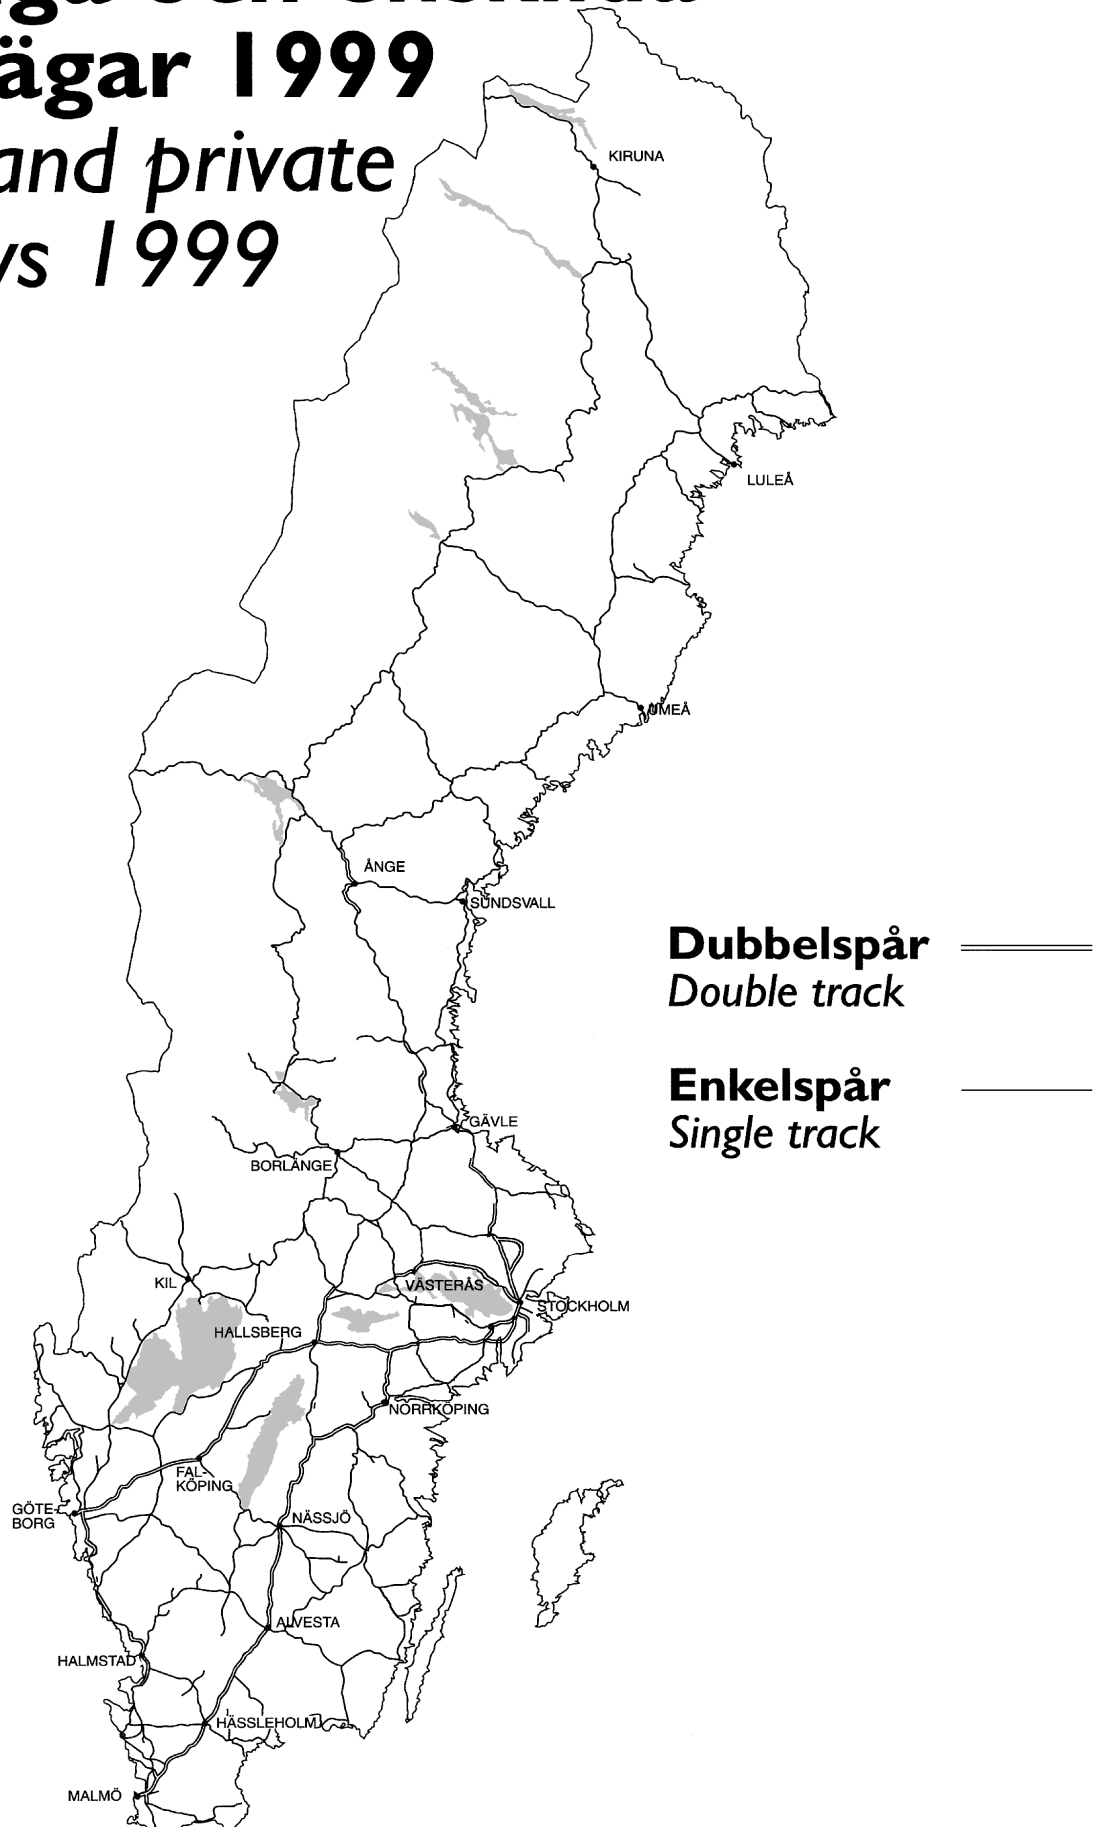 ägar 1999
and private
ys 1999
KIRUNA
LULEÅ
UMEÅ
ÅNGE
SUNDSVALL
Dubbelspår
Double track
Enkelspår
Single track
GÄVLE
BORLÄNGE
KIL
VÄSTERÅS
STOCKHOLM
HALLSBERG
NORRKÖPING
FAL-
KÖPING
GÖTE-
BORG
NÄSSJÖ
ALVESTA
HALMSTAD
HÄSSLEHOLM
MALMÖ